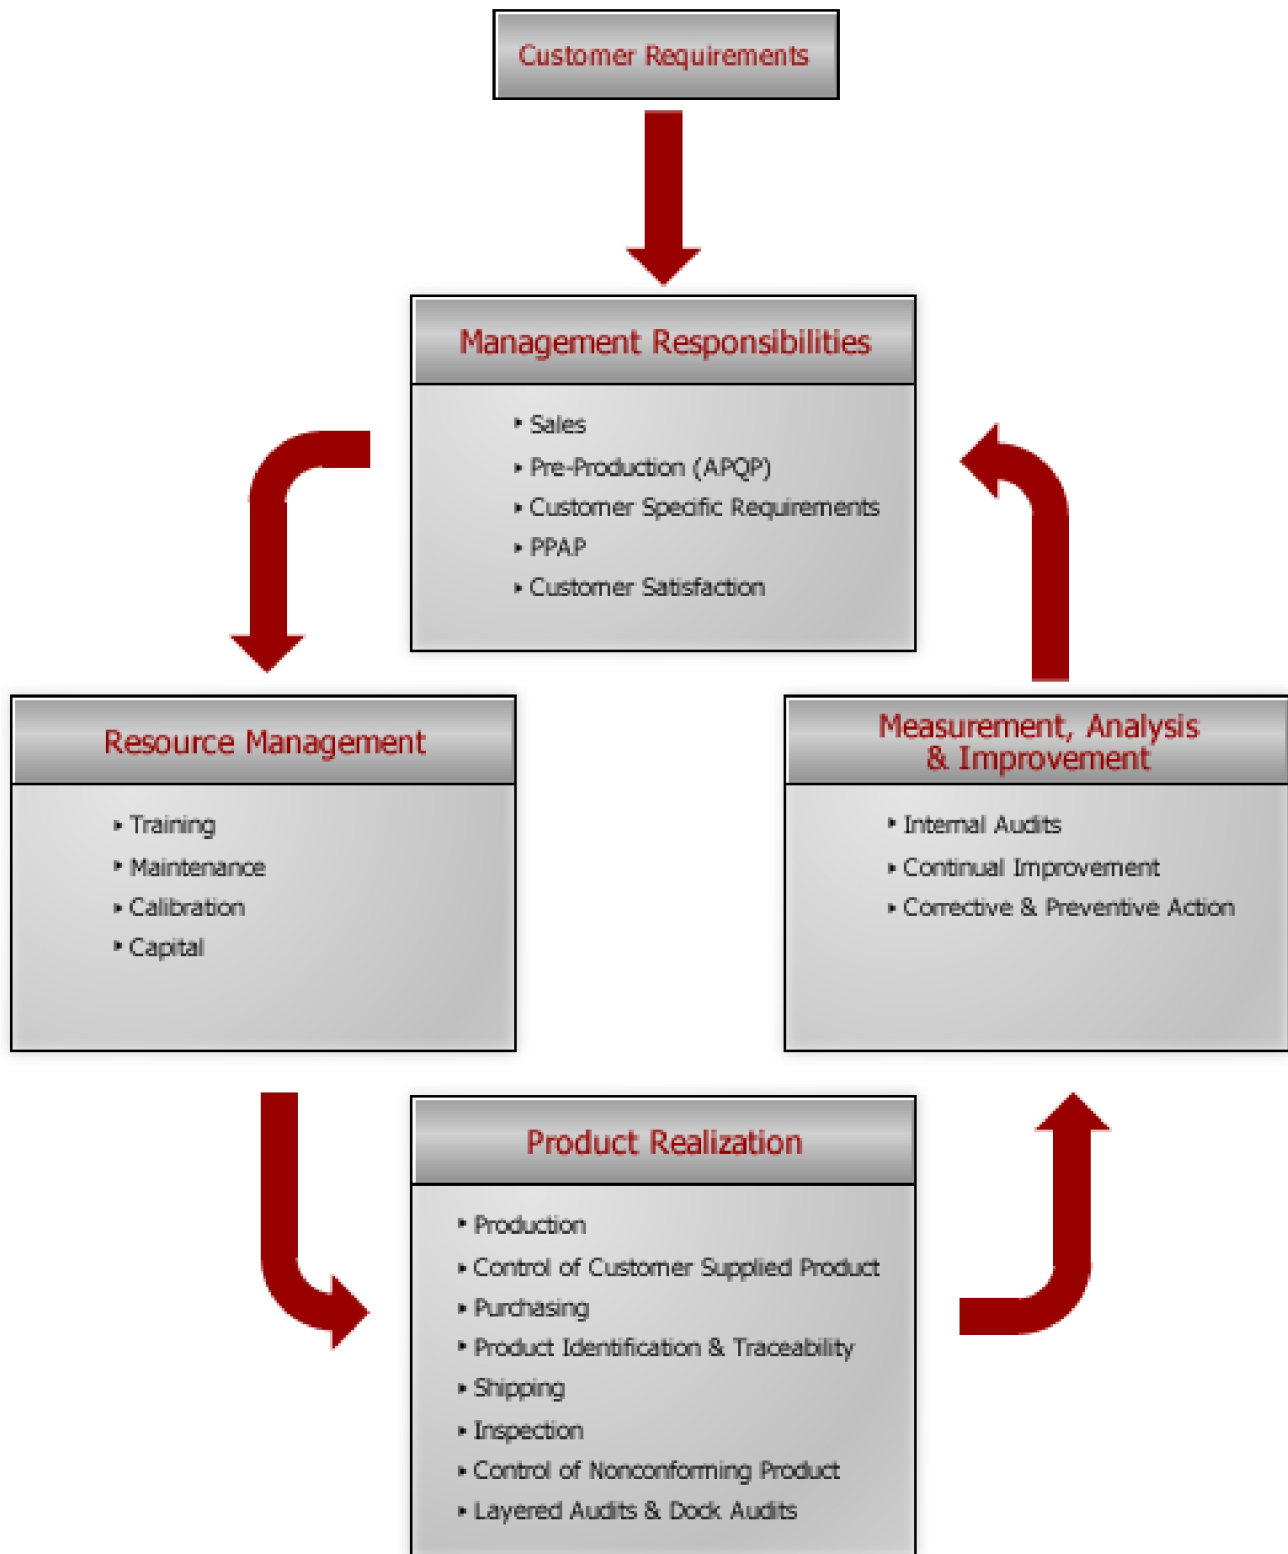 Customer Requirements
Management Responsibilities
Sales
Pre-Production (APQP)
Customer Specific Requirements
PPAP
Customer Satisfaction
Resource Management
Training
Maintenance
Calibration
Capital
Measurement, Analysis
& Improvement
Internal Audits
Continual Improvement
Corrective & Preventive Action
Product Realization
Production
Control of Customer Supplied Product
Purchasing
Product Identification & Traceability
Shipping
Inspection
Control of Nonconforming Product
Layered Audits & Dock Audits